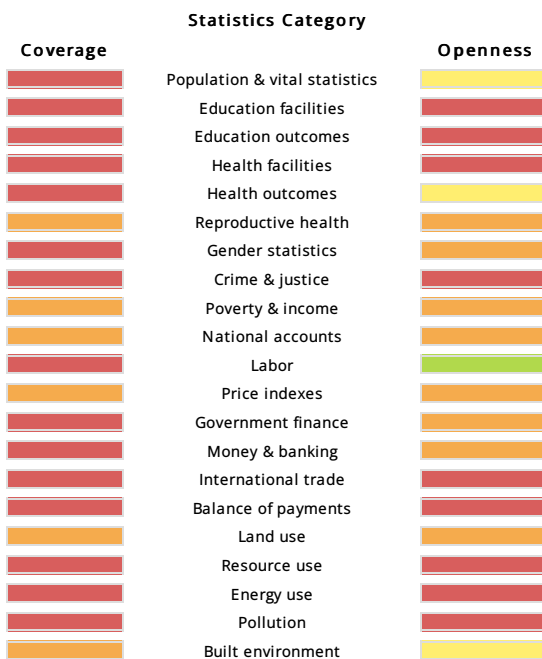 Statistics Category
Coverage
Openness
Population & vital statistics
Education facilities
Education outcomes
Health facilities
Health outcomes
Reproductive health
Gender statistics
Crime & justice
Poverty & income
National accounts
Labor
Price indexes
Government finance
Money & banking
International trade
Balance of payments
Land use
Resource use
Energy use
Pollution
Built environment